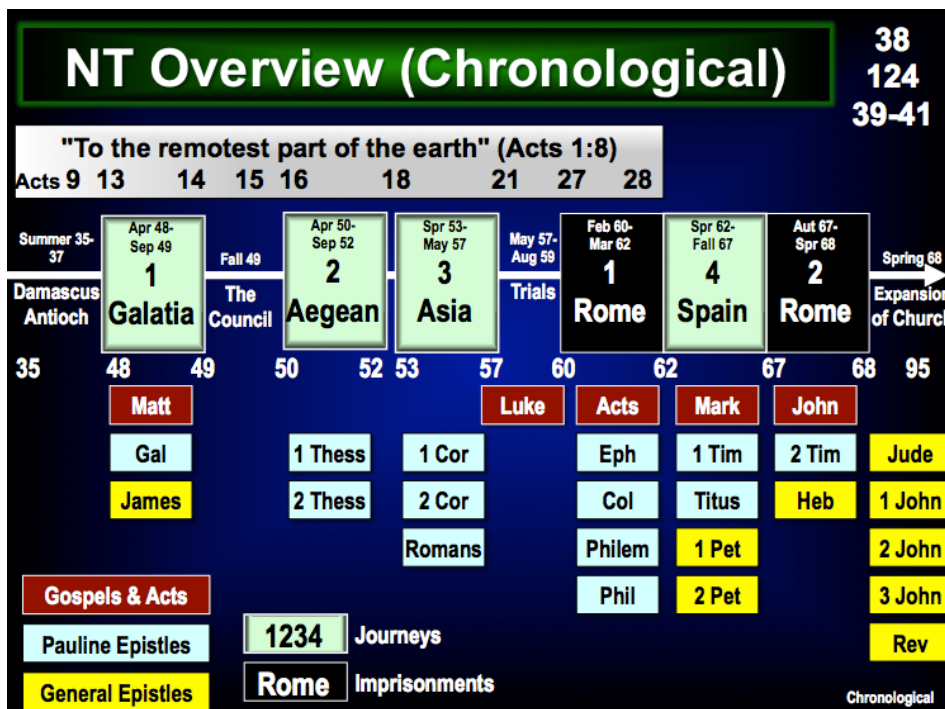 NT Overview (Chronological)
38
124
39-41
"To the remotest part of the earth" (Acts 1:8)
Acts 9 13 14 15 16 18 21 27 28
Summer 35-
37
Damascus
Antioch
Apr 48-
Sep 49
1
Galatia
Fall 49
The
Council
Apr 50-
Sep 52
2
Aegean
Spr 53-
May 57
3
Asia
May 57-
Aug 59
Trials
Feb 60-
Mar 62
1
Rome
Spr 62-
Fall 67
4
Spain
Aut 67-
Spr 68
2
Rome
Spring 68
Expansion
of Church
35 48 49 50 52 53 57 60 62 67 68 95
Matt Luke Acts Mark John
Gal 1 Thess 1 Cor Eph 1 Tim 2 Tim Jude
James 2 Thess 2 Cor Col Titus Heb 1 John
Romans Philem 1 Pet 2 John
Phil 2 Pet 3 John
Rev
Gospels & Acts
Pauline Epistles
General Epistles
1234 Journeys
Rome Imprisonments
Chronological